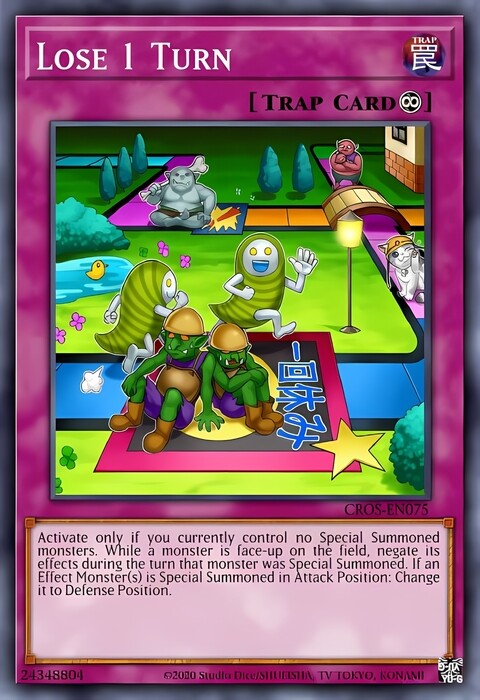 LOSE 1 TURN
TRAP
罠
[ TRAP CARD ]
一回休み
CROS-EN075
Activate only if you currently control no Special Summoned
monsters. While a monster is face-up on the field, negate its
effects during the turn that monster was Special Summoned. If an
Effect Monster(s) is Special Summoned in Attack Position: Change
it to Defense Position.
24348804
©2020 Studio Dice/SHUEISHA, TV TOKYO, KONAMI